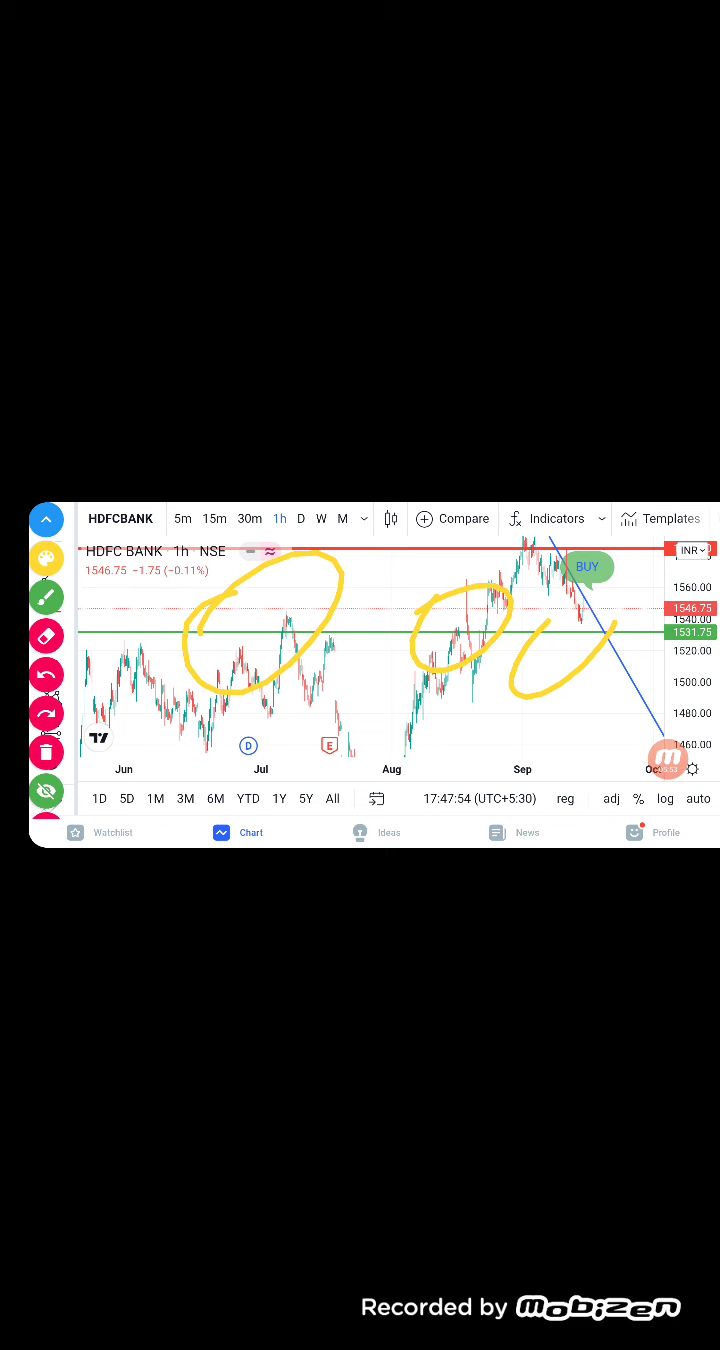 HDFCBANK 5m 15m 30m 1h D W M Compare Indicators Templates
HDFC BANK · 1h · NSE
INR
BUY
1546.75 −1.75 (−0.11%)
1560.00
1546.75
1540.00
1531.75
1520.00
1500.00
1480.00
1460.00
D E
Jun Jul Aug Sep
1D 5D 1M 3M 6M YTD 1Y 5Y All 17:47:54 (UTC+5:30) reg adj % log auto
Watchlist Chart Ideas News Profile
Recorded by mobizen